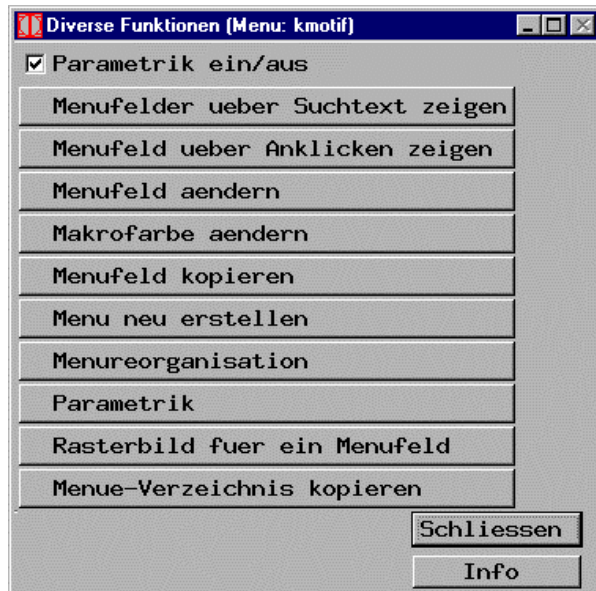 Diverse Funktionen (Menu: kmotif)
Parametrik ein/aus
Menufelder ueber Suchtext zeigen
Menufeld ueber Anklicken zeigen
Menufeld aendern
Makrofarbe aendern
Menufeld kopieren
Menu neu erstellen
Menureorganisation
Parametrik
Rasterbild fuer ein Menufeld
Menue-Verzeichnis kopieren
Schliessen
Info